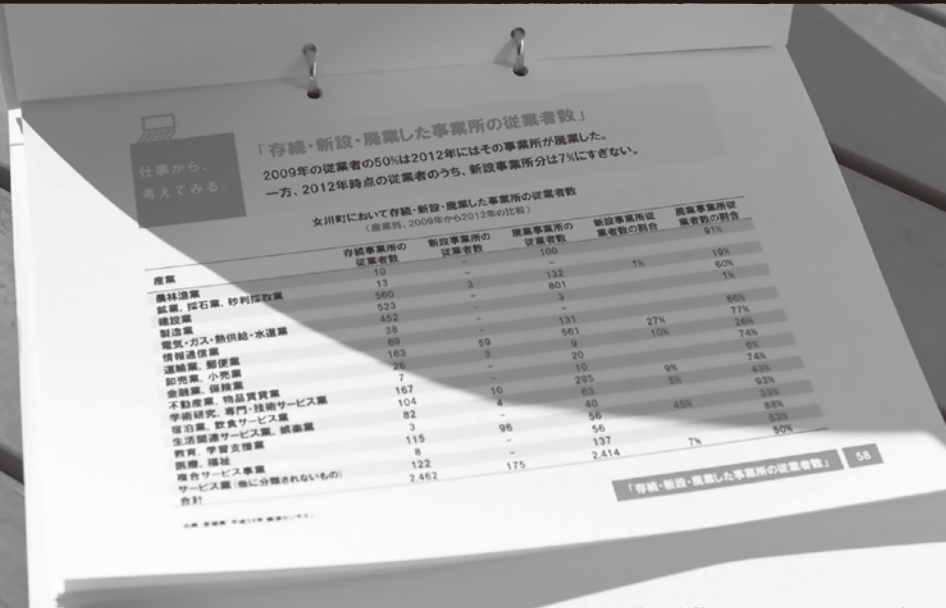 仕事から、
考えてみる。
「存続・新設・廃業した事業所の従業者数」
2009年の従業者の50%は2012年にはその事業所が廃業した。
一方、2012年時点の従業者のうち、新設事業所分は7%にすぎない。
女川町において存続・新設・廃業した事業所の従業者数
(産業別、2009年から2012年の比較)
産業 存続事業所の従業者数 新設事業所の従業者数 廃業事業所の従業者数 新設事業所従業者数の割合 廃業事業所従業者数の割合
農林漁業 10 – 100 91%
鉱業、採石業、砂利採取業 13 – –
建設業 560 3 132 1% 19%
製造業 523 – 801 60%
電気・ガス・熱供給・水道業 452 – 3 1%
情報通信業 38 – –
運輸業、郵便業 69 – 131 66%
卸売業、小売業 163 59 561 27% 77%
金融業、保険業 26 3 9 10% 26%
不動産業、物品賃貸業 7 – 20 74%
学術研究、専門・技術サービス業 167 – 10 6%
宿泊業、飲食サービス業 104 10 295 9% 74%
生活関連サービス業、娯楽業 82 4 63 5% 43%
教育、学習支援業 3 – 40 93%
医療、福祉 115 96 56 45% 33%
複合サービス事業 8 – 56 88%
サービス業(他に分類されないもの) 122 – 137 53%
合計 2,462 175 2,414 7% 50%
「存続・新設・廃業した事業所の従業者数」 58